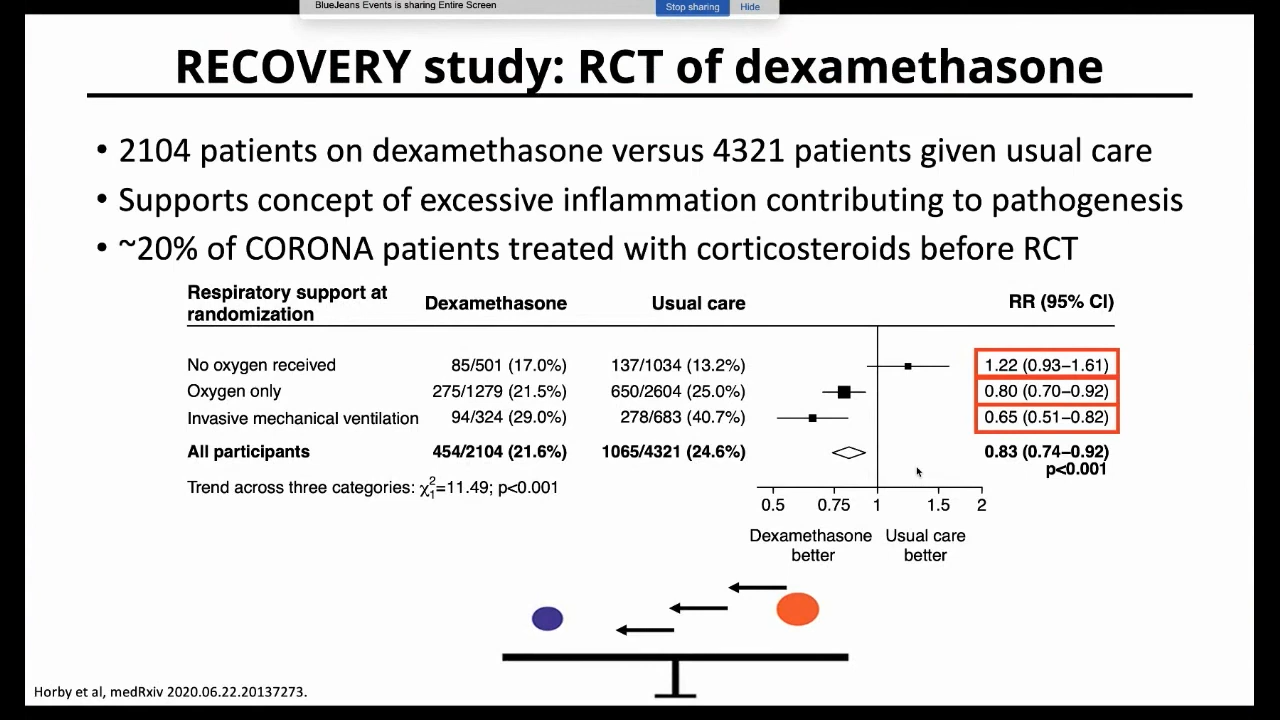 BlueJeans Events is sharing Entire Screen Stop sharing Hide
RECOVERY study: RCT of dexamethasone
• 2104 patients on dexamethasone versus 4321 patients given usual care
• Supports concept of excessive inflammation contributing to pathogenesis
• ~20% of CORONA patients treated with corticosteroids before RCT
Respiratory support at
randomization Dexamethasone Usual care RR (95% CI)
No oxygen received 85/501 (17.0%) 137/1034 (13.2%) 1.22 (0.93–1.61)
Oxygen only 275/1279 (21.5%) 650/2604 (25.0%) 0.80 (0.70–0.92)
Invasive mechanical ventilation 94/324 (29.0%) 278/683 (40.7%) 0.65 (0.51–0.82)
All participants 454/2104 (21.6%) 1065/4321 (24.6%) 0.83 (0.74–0.92)
p<0.001
Trend across three categories: χ²₁=11.49; p<0.001
0.5 0.75 1 1.5 2
Dexamethasone Usual care
better better
Horby et al, medRxiv 2020.06.22.20137273.